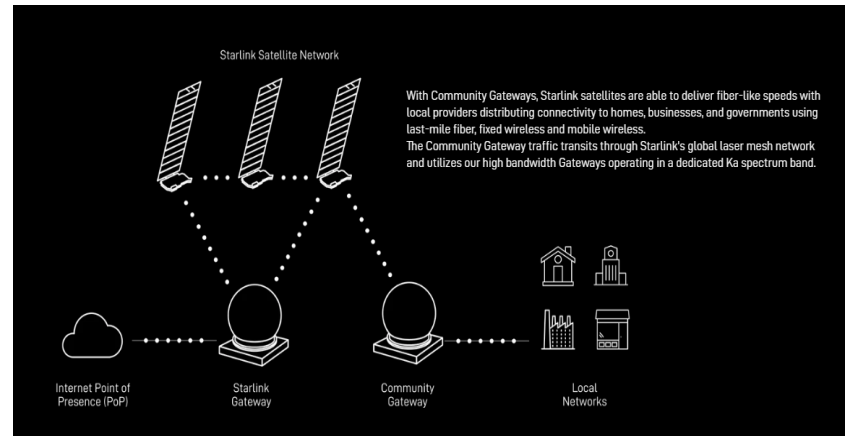 Starlink Satellite Network
With Community Gateways, Starlink satellites are able to deliver fiber-like speeds with
local providers distributing connectivity to homes, businesses, and governments using
last-mile fiber, fixed wireless and mobile wireless.
The Community Gateway traffic transits through Starlink's global laser mesh network
and utilizes our high bandwidth Gateways operating in a dedicated Ka spectrum band.
Internet Point of
Presence (PoP)
Starlink
Gateway
Community
Gateway
Local
Networks